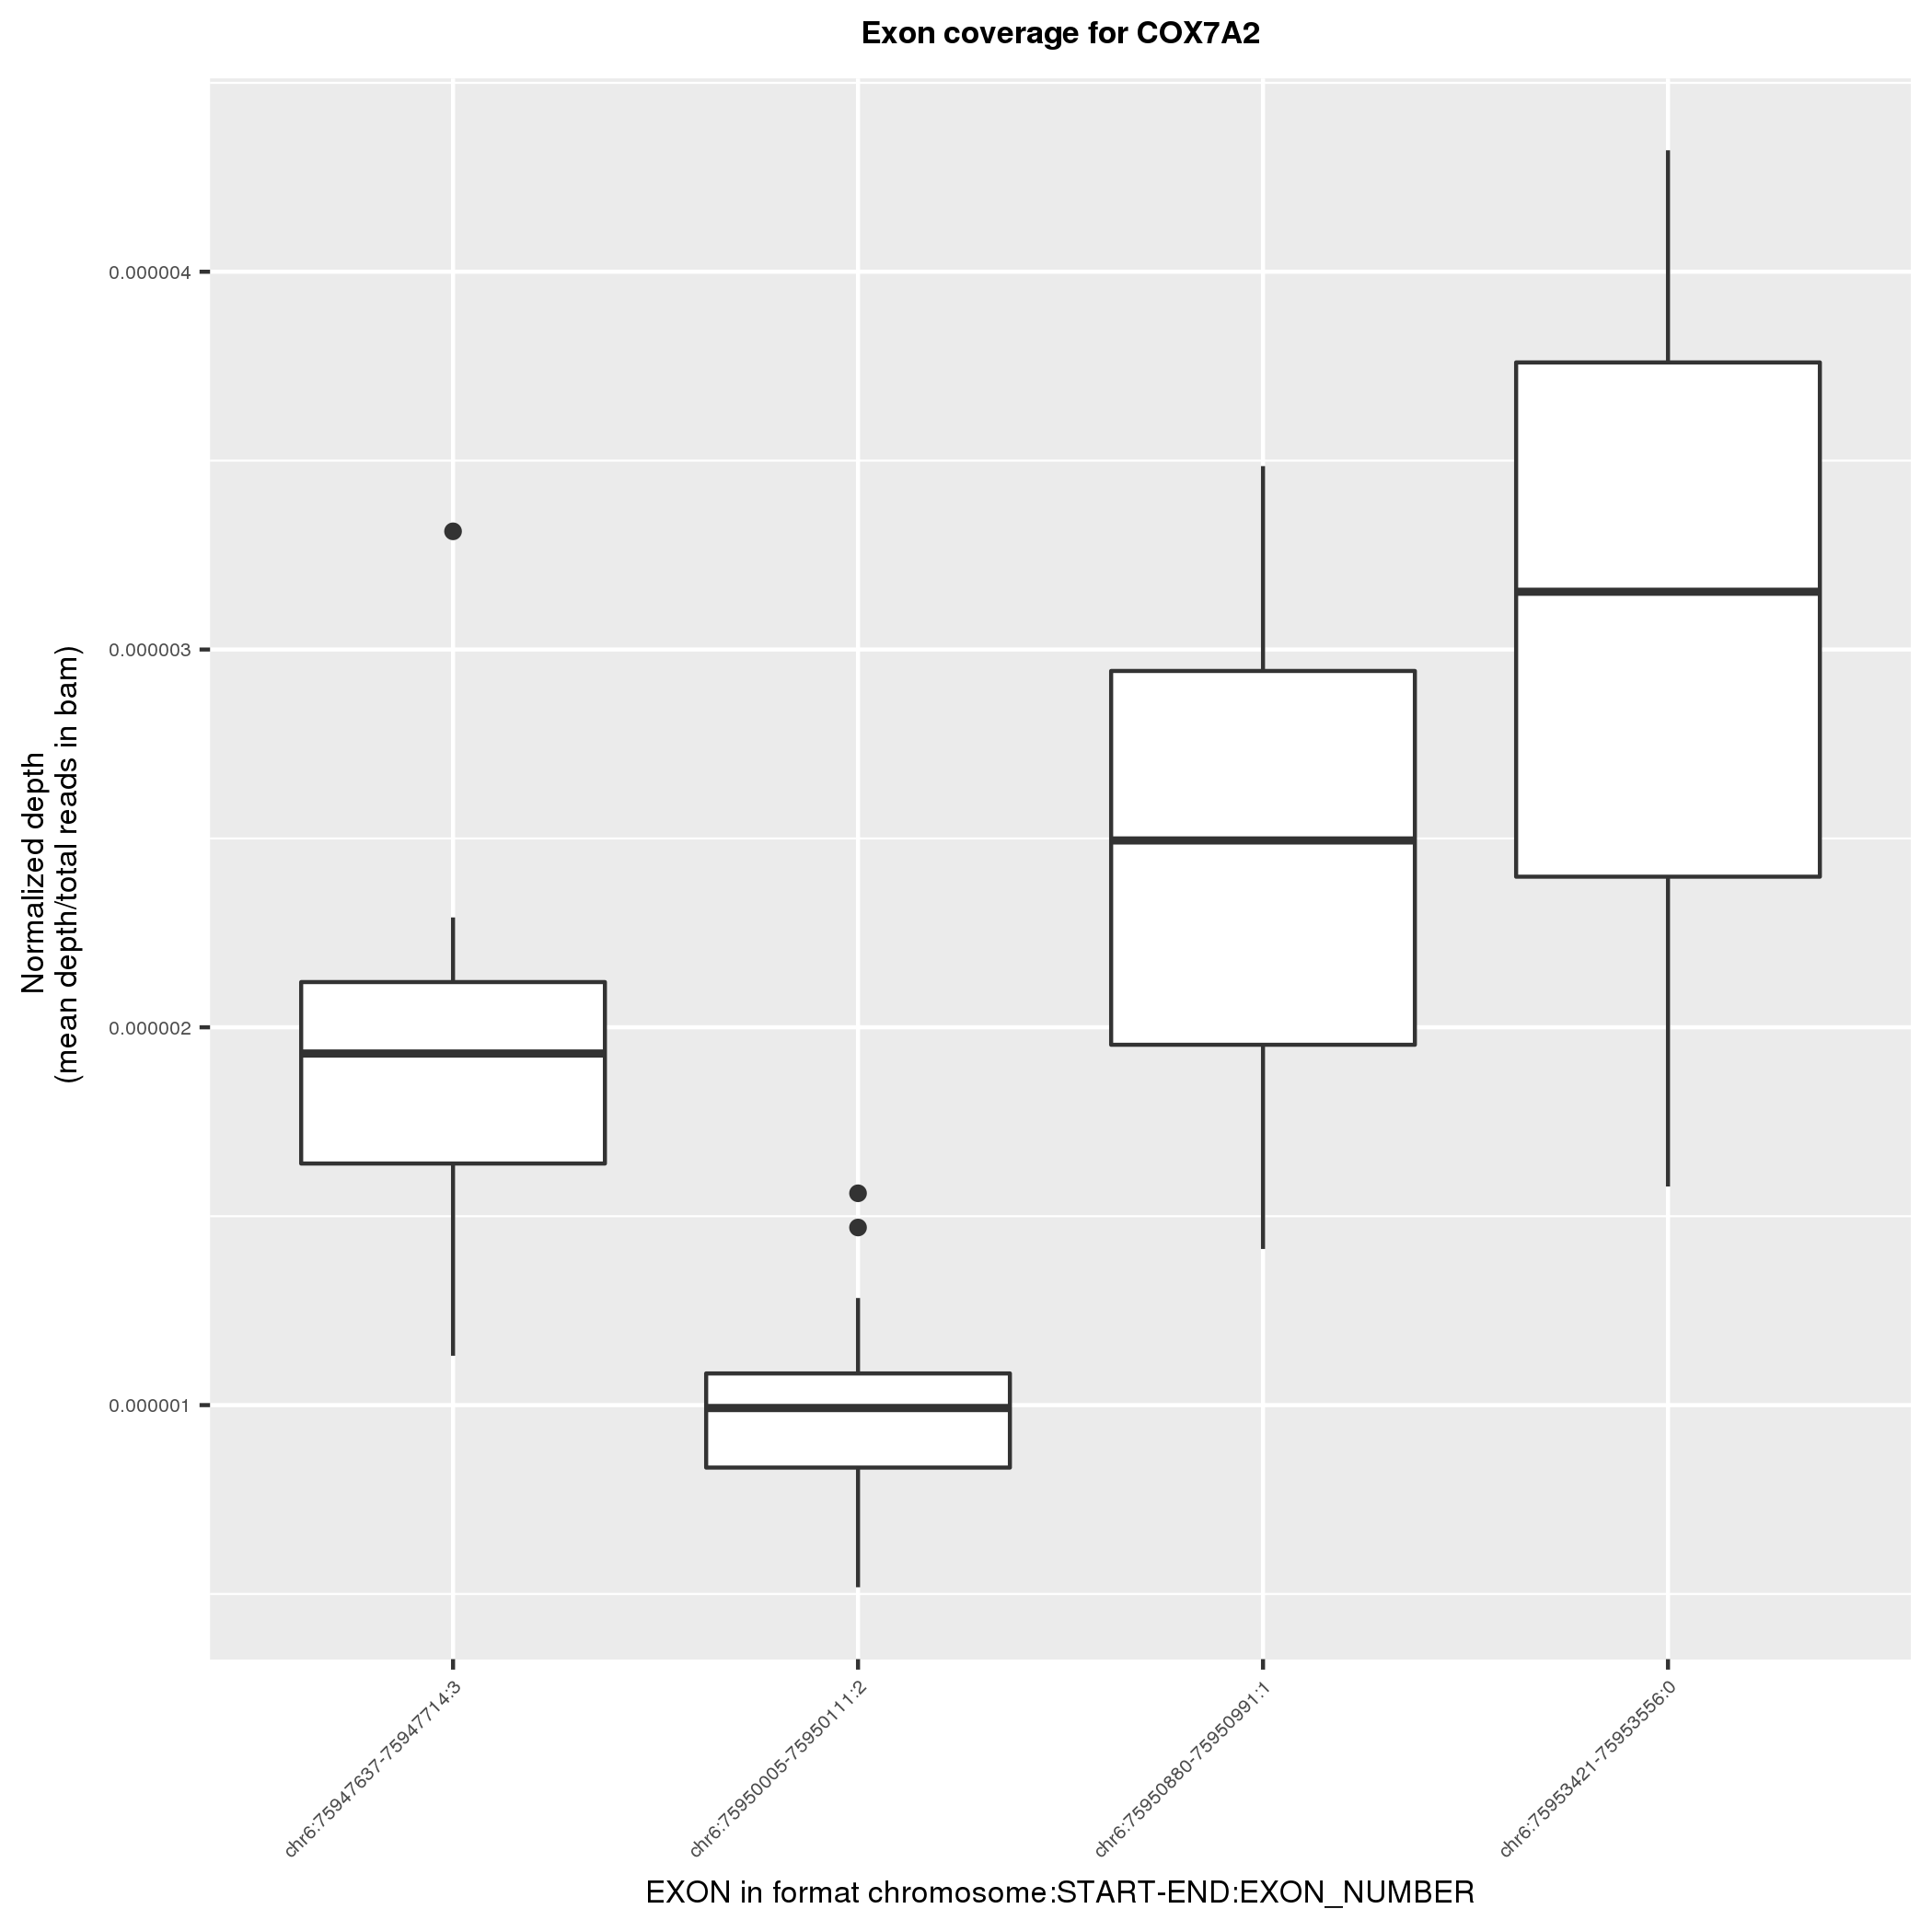 Exon coverage for COX7A2
Normalized depth
(mean depth/total reads in bam)
0.000004
0.000003
0.000002
0.000001
chr6:75947637-75947714:3
chr6:75950005-75950111:2
chr6:75950880-75950991:1
chr6:75953421-75953556:0
EXON in format chromosome:START-END:EXON_NUMBER